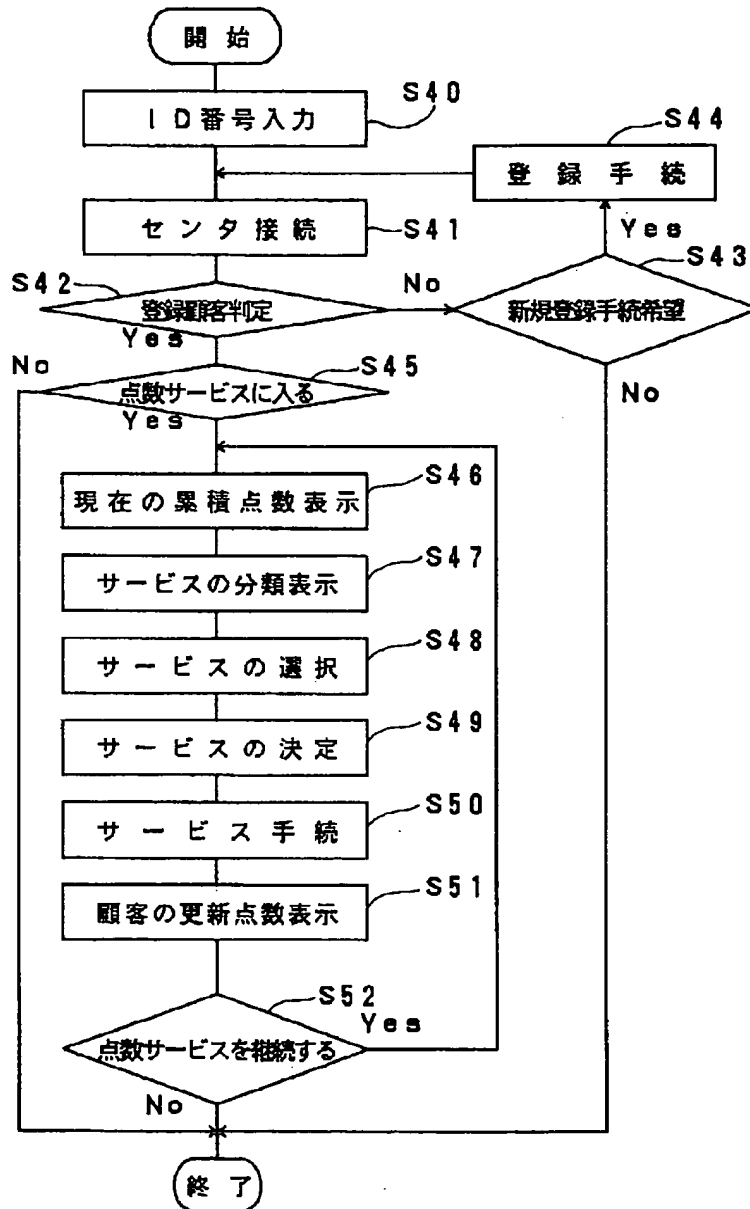 開始
S40
ID番号入力
S44
登録手続
センタ接続
S41
Yes
S43
S42
登録顧客判定
No
新規登録手続希望
Yes
S45
No
点数サービスに入る
No
Yes
S46
現在の累積点数表示
S47
サービスの分類表示
S48
サービスの選択
S49
サービスの決定
S50
サービス手続
S51
顧客の更新点数表示
S52
Yes
点数サービスを継続する
No
終了